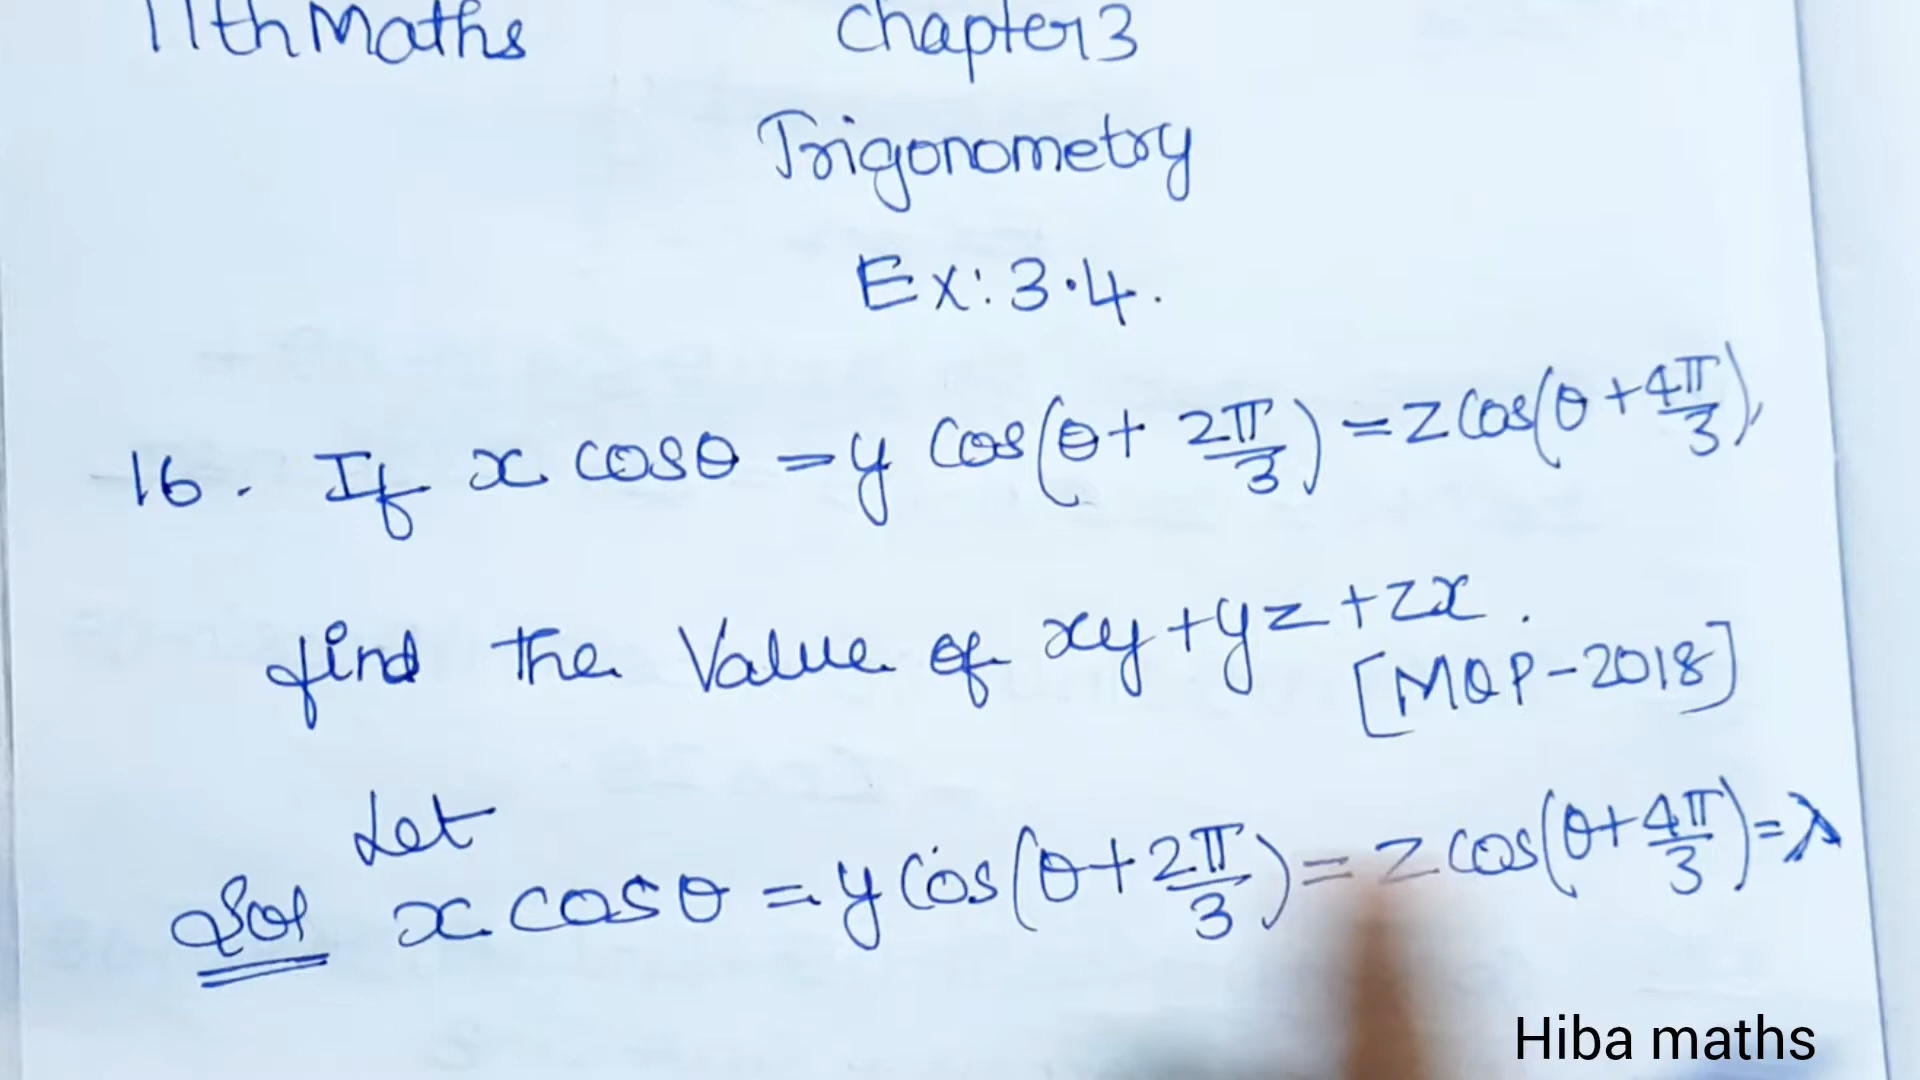 11th Maths Chapter 3
Trigonometry
Ex: 3.4.
16. If x cosθ = y Cos(θ + 2π/3) = z Cos(θ + 4π/3),
find the Value of xy + yz + zx.
[MQP-2018]
Let
Sol x cosθ = y Cos(θ + 2π/3) = z cos(θ + 4π/3) = λ
Hiba maths